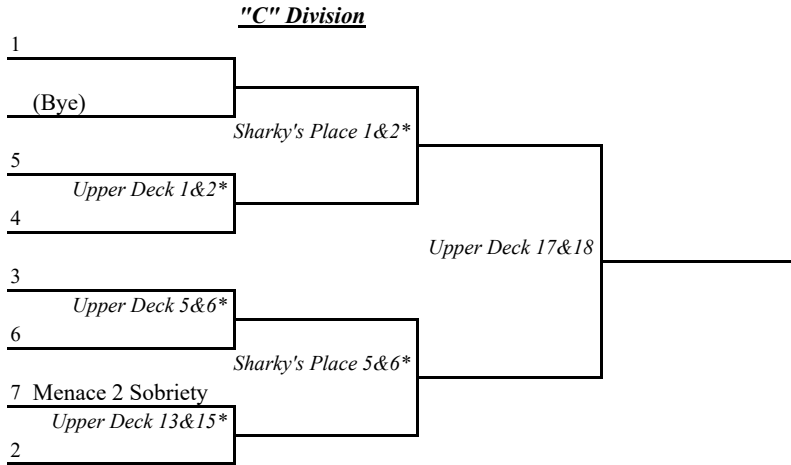 "C" Division
1
(Bye)
Sharky's Place 1&2*
5
Upper Deck 1&2*
4
Upper Deck 17&18
3
Upper Deck 5&6*
6
Sharky's Place 5&6*
7 Menace 2 Sobriety
Upper Deck 13&15*
2